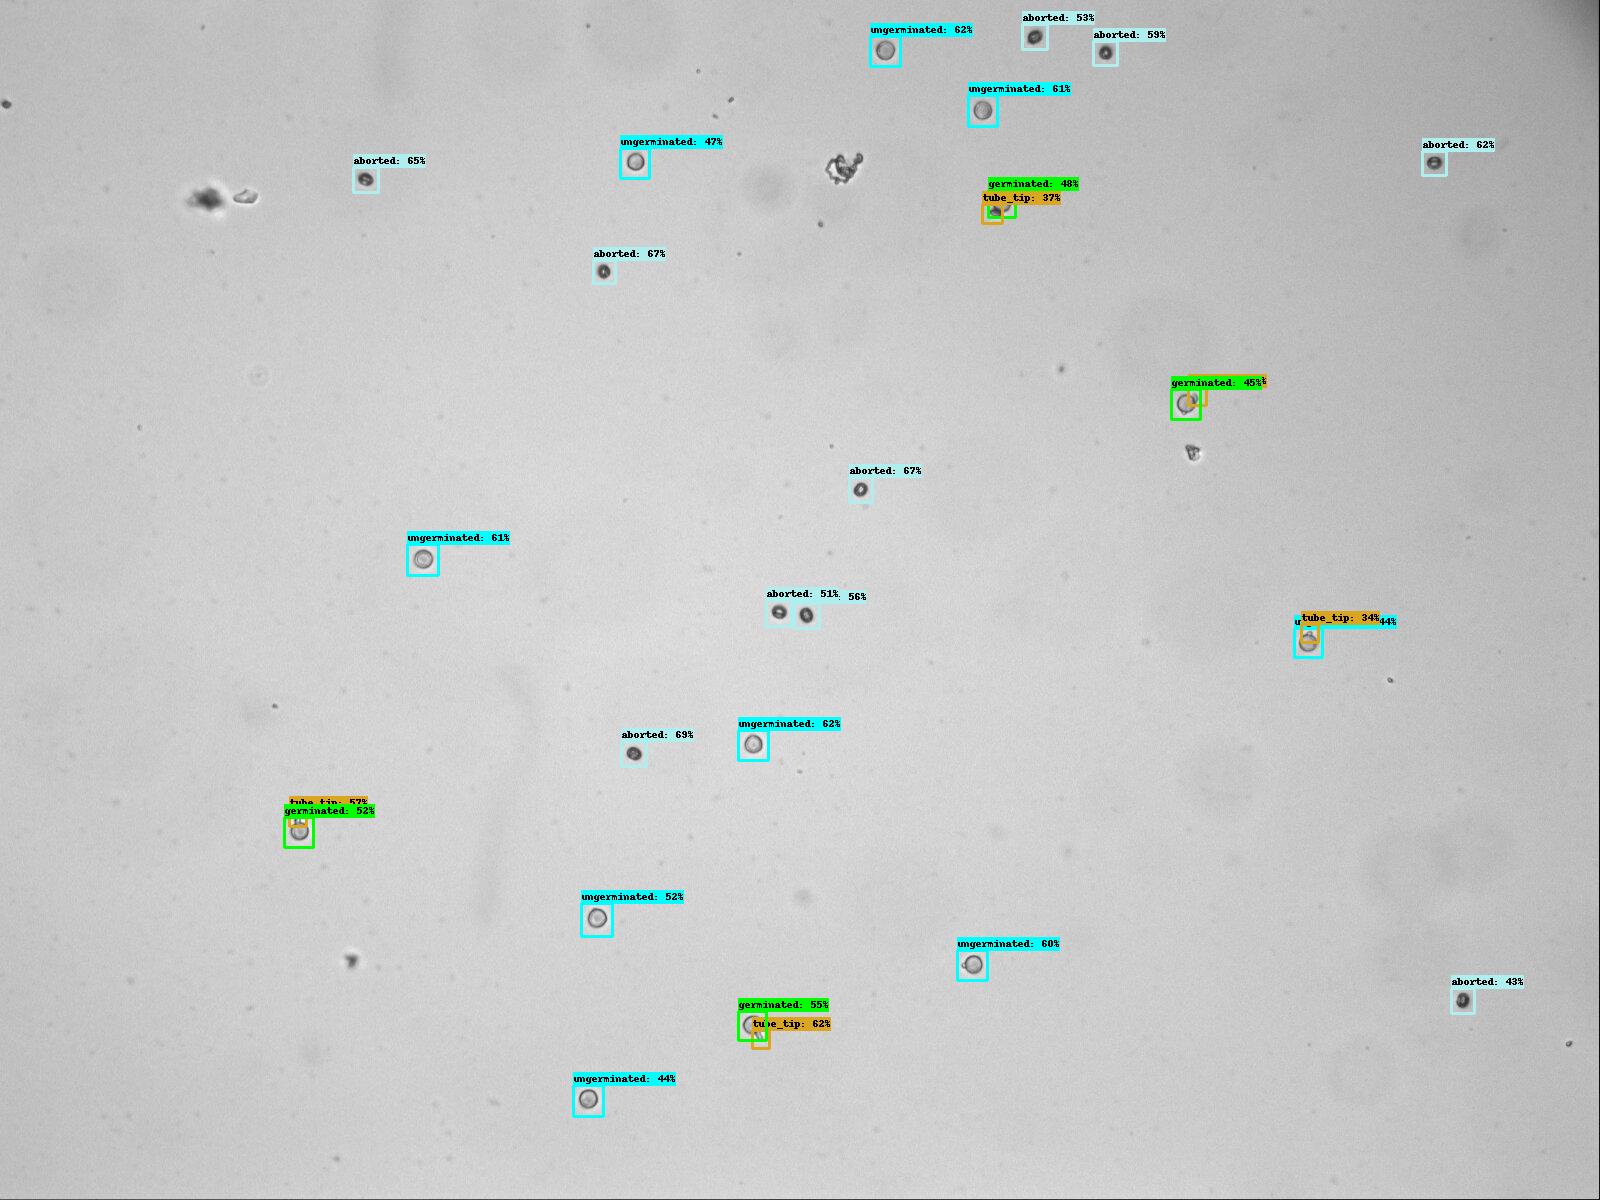 aborted: 53%
ungerminated: 62%
aborted: 59%
ungerminated: 61%
ungerminated: 47%
aborted: 62%
aborted: 65%
germinated: 48%
tube_tip: 37%
aborted: 67%
germinated: 45%
aborted: 67%
ungerminated: 61%
aborted: 51%
56%
tube_tip: 34%
44%
ungerminated: 62%
aborted: 69%
tube_tip: 57%
germinated: 52%
ungerminated: 52%
ungerminated: 60%
aborted: 43%
germinated: 55%
tube_tip: 62%
ungerminated: 44%